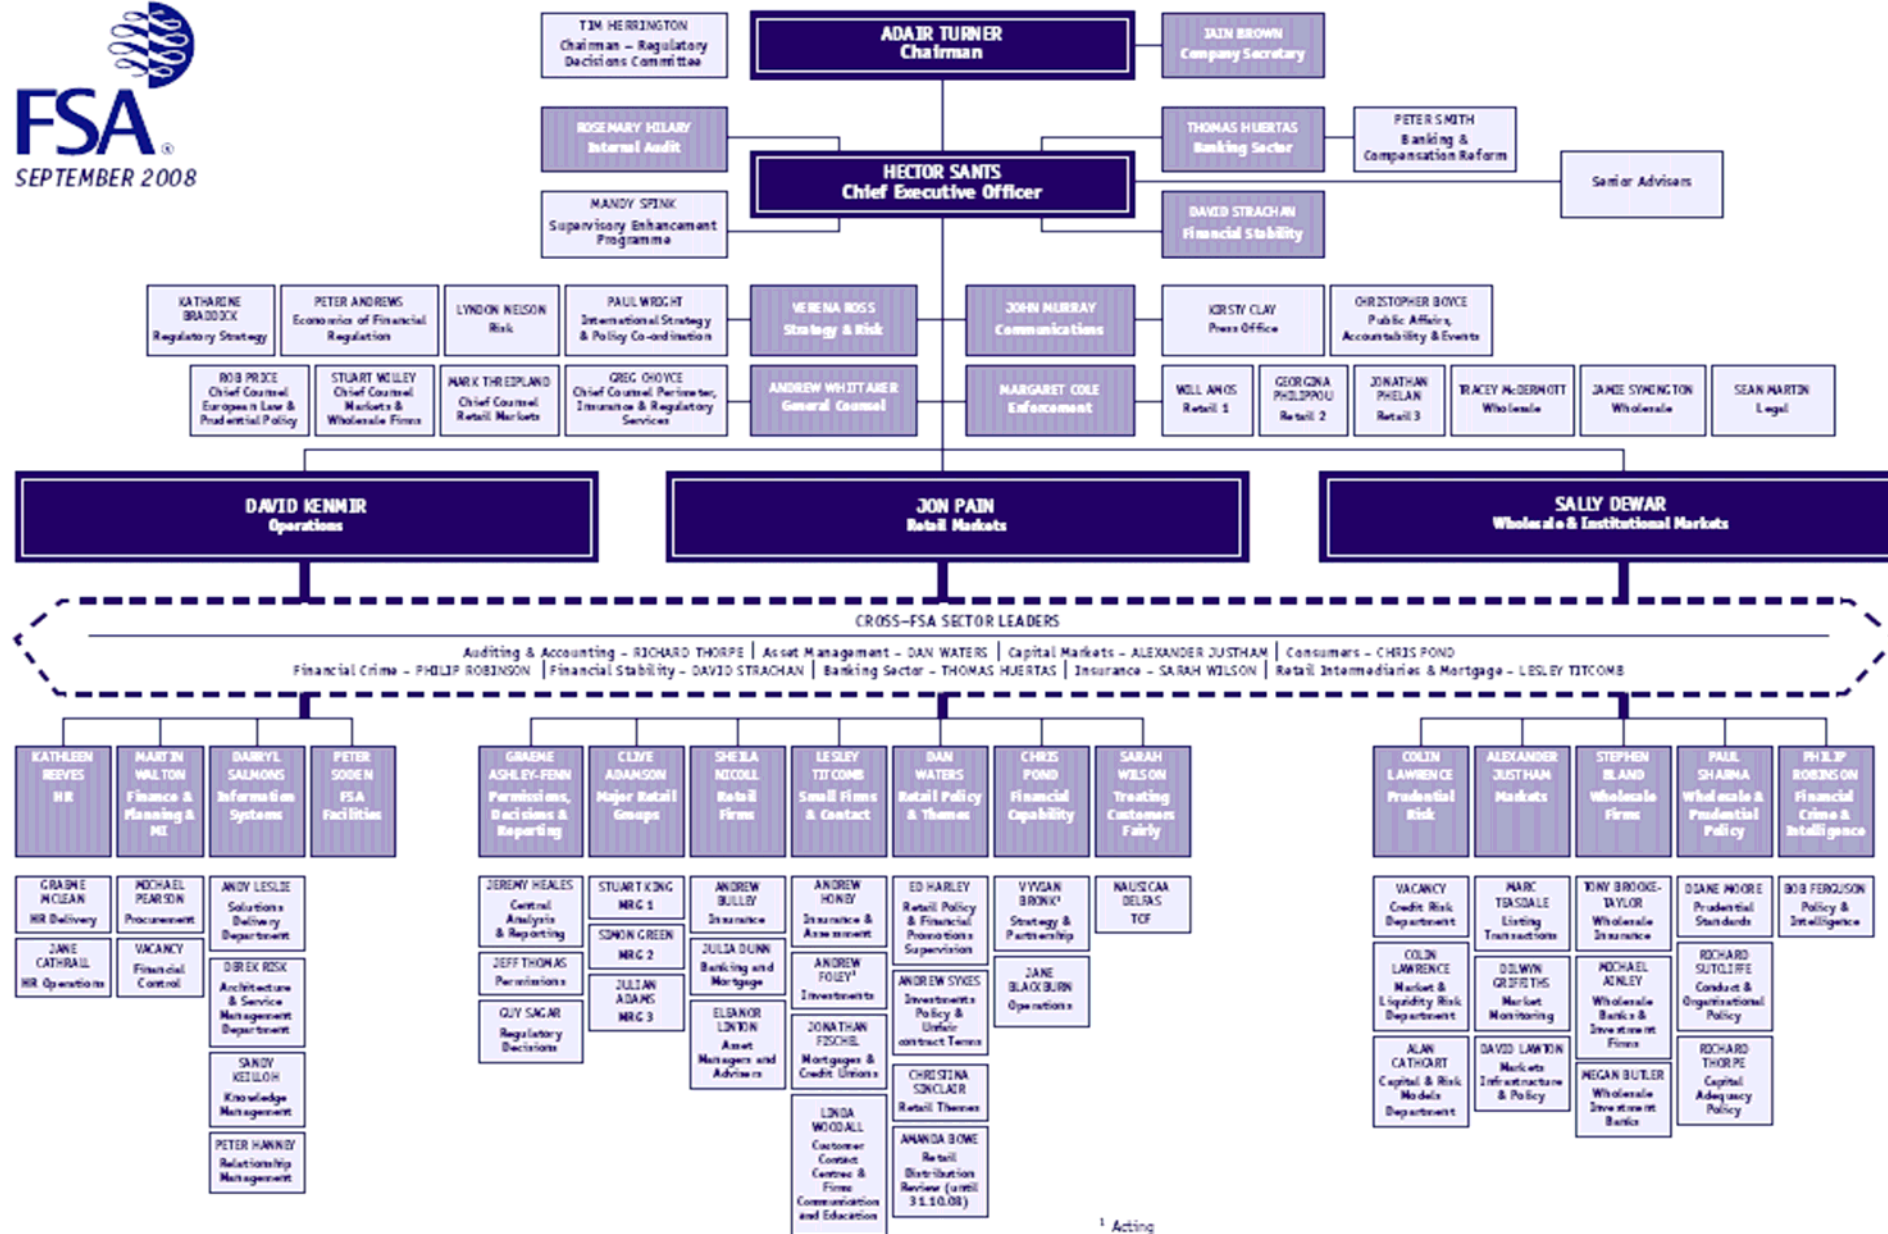 FSA
®
SEPTEMBER 2008
TIM HERRINGTON
Chairman – Regulatory
Decisions Committee
ADAIR TURNER
Chairman
IAIN BROWN
Company Secretary
ROSEMARY HILARY
Internal Audit
HECTOR SANTS
Chief Executive Officer
THOMAS HUERTAS
Banking Sector
PETER SMITH
Banking &
Compensation Reform
Senior Advisers
MANDY SPINK
Supervisory Enhancement
Programme
DAVID STRACHAN
Financial Stability
KATHARINE
BRADDICK
Regulatory Strategy
PETER ANDREWS
Economics of Financial
Regulation
LYNDON NELSON
Risk
PAUL WRIGHT
International Strategy
& Policy Co-ordination
VERENA ROSS
Strategy & Risk
JOHN MURRAY
Communications
KIRSTY CLAY
Press Office
CHRISTOPHER BOYCE
Public Affairs,
Accountability & Events
ROB PRICE
Chief Counsel
European Law &
Prudential Policy
STUART WILLEY
Chief Counsel
Markets &
Wholesale Firms
MARK THREIPLAND
Chief Counsel
Retail Markets
GREG CHOYCE
Chief Counsel Perimeter,
Insurance & Regulatory
Services
ANDREW WHITTAKER
General Counsel
MARGARET COLE
Enforcement
WILL AMOS
Retail 1
GEORGINA
PHILIPPOU
Retail 2
JONATHAN
PHELAN
Retail 3
TRACEY McDERMOTT
Wholesale
JAMIE SYMINGTON
Wholesale
SEAN MARTIN
Legal
DAVID KENMIR
Operations
JON PAIN
Retail Markets
SALLY DEWAR
Wholesale & Institutional Markets
CROSS–FSA SECTOR LEADERS
Auditing & Accounting – RICHARD THORPE | Asset Management – DAN WATERS | Capital Markets – ALEXANDER JUSTHAM | Consumers – CHRIS POND
Financial Crime – PHILIP ROBINSON | Financial Stability – DAVID STRACHAN | Banking Sector – THOMAS HUERTAS | Insurance – SARAH WILSON | Retail Intermediaries & Mortgage – LESLEY TITCOMB
KATHLEEN
REEVES
HR
MARTIN
WALTON
Finance &
Planning &
MI
DARRYL
SALMONS
Information
Systems
PETER
SODEN
FSA
Facilities
GRAEME
ASHLEY-FENN
Permissions,
Decisions &
Reporting
CLIVE
ADAMSON
Major Retail
Groups
SHEILA
NICOLL
Retail
Firms
LESLEY
TITCOMB
Small Firms
& Contact
DAN
WATERS
Retail Policy
& Themes
CHRIS
POND
Financial
Capability
SARAH
WILSON
Treating
Customers
Fairly
COLIN
LAWRENCE
Prudential
Risk
ALEXANDER
JUSTHAM
Markets
STEPHEN
BLAND
Wholesale
Firms
PAUL
SHARMA
Wholesale &
Prudential
Policy
PHILIP
ROBINSON
Financial
Crime &
Intelligence
GRAEME
MCLEAN
HR Delivery
JANE
CATHRALL
HR Operations
MICHAEL
PEARSON
Procurement
VACANCY
Financial
Control
ANDY LESLIE
Solutions
Delivery
Department
DEREK RISK
Architecture
& Service
Management
Department
SANDY
KEILLOH
Knowledge
Management
PETER HANNEY
Relationship
Management
JEREMY HEALES
Central
Analysis
& Reporting
JEFF THOMAS
Permissions
GUY SAGAR
Regulatory
Decisions
STUART KING
MRG 1
SIMON GREEN
MRG 2
JULIAN
ADAMS
MRG 3
ANDREW
BULLEY
Insurance
JULIA DUNN
Banking and
Mortgage
ELEANOR
LINTON
Asset
Managers and
Advisers
ANDREW
HONEY
Insurance &
Assessment
ANDREW
FOLEY¹
Investments
JONATHAN
FISCHEL
Mortgages &
Credit Unions
LINDA
WOODALL
Customer
Contact
Centres &
Firms
Communication
and Education
ED HARLEY
Retail Policy
& Financial
Promotions
Supervision
ANDREW SYKES
Investments
Policy &
Unfair
contract Terms
CHRISTINA
SINCLAIR
Retail Themes
AMANDA BOWE
Retail
Distribution
Review (until
31.10.08)
VYVIAN
BRONK¹
Strategy &
Partnership
JANE
BLACKBURN
Operations
NAUSICAA
DELFAS
TCF
VACANCY
Credit Risk
Department
COLIN
LAWRENCE
Market &
Liquidity Risk
Department
ALAN
CATHCART
Capital & Risk
Models
Department
MARC
TEASDALE
Listing
Transactions
DILWYN
GRIFFITHS
Market
Monitoring
DAVID LAWTON
Markets
Infrastructure
& Policy
TONY BROOKE-
TAYLOR
Wholesale
Insurance
MICHAEL
AINLEY
Wholesale
Banks &
Investment
Firms
MEGAN BUTLER
Wholesale
Investment
Banks
DIANE MOORE
Prudential
Standards
RICHARD
SUTCLIFFE
Conduct &
Organisational
Policy
RICHARD
THORPE
Capital
Adequacy
Policy
BOB FERGUSON
Policy &
Intelligence
¹ Acting